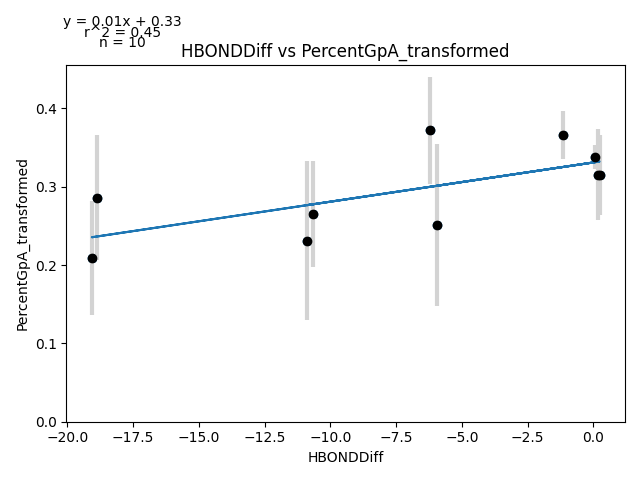 y = 0.01x + 0.33
r^2 = 0.45
n = 10
HBONDDiff vs PercentGpA_transformed
PercentGpA_transformed
0.4
0.3
0.2
0.1
0.0
−20.0 −17.5 −15.0 −12.5 −10.0 −7.5 −5.0 −2.5 0.0
HBONDDiff